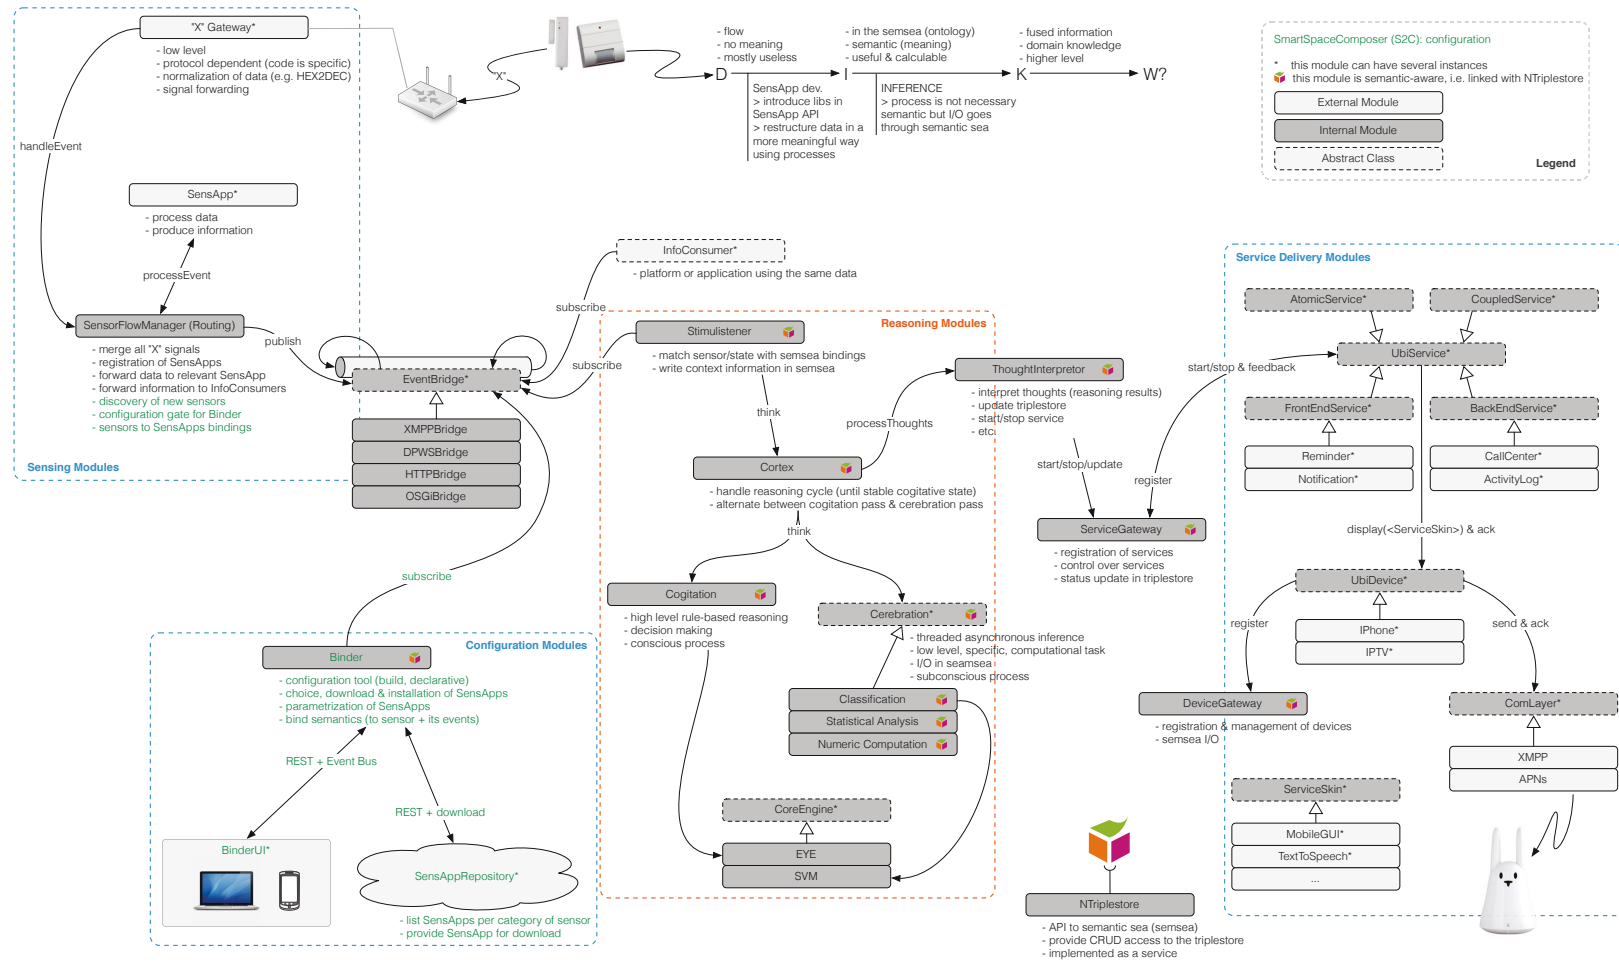 "X" Gateway*
- low level
- protocol dependent (code is specific)
- normalization of data (e.g. HEX2DEC)
- signal forwarding
handleEvent
SensApp*
- process data
- produce information
processEvent
SensorFlowManager (Routing)
- merge all "X" signals
- registration of SensApps
- forward data to relevant SensApp
- forward information to InfoConsumers
- discovery of new sensors
- configuration gate for Binder
- sensors to SensApps bindings
Sensing Modules
publish
"X"
- flow
- no meaning
- mostly useless
- in the semsea (ontology)
- semantic (meaning)
- useful & calculable
- fused information
- domain knowledge
- higher level
D
I
K
W?
SensApp dev.
> introduce libs in
SensApp API
> restructure data in a
more meaningful way
using processes
INFERENCE
> process is not necessary
semantic but I/O goes
through semantic sea
SmartSpaceComposer (S2C): configuration
* this module can have several instances
this module is semantic-aware, i.e. linked with NTriplestore
External Module
Internal Module
Abstract Class
Legend
InfoConsumer*
- platform or application using the same data
subscribe
subscribe
EventBridge*
XMPPBridge
DPWSBridge
HTTPBridge
OSGiBridge
subscribe
Reasoning Modules
Stimulistener
- match sensor/state with semsea bindings
- write context information in semsea
think
Cortex
- handle reasoning cycle (until stable cogitative state)
- alternate between cogitation pass & cerebration pass
think
processThoughts
ThoughtInterpretor
- interpret thoughts (reasoning results)
- update triplestore
- start/stop service
- etc.
start/stop/update
Cogitation
- high level rule-based reasoning
- decision making
- conscious process
Cerebration*
- threaded asynchronous inference
- low level, specific, computational task
- I/O in seamsea
- subconscious process
Classification
Statistical Analysis
Numeric Computation
CoreEngine*
EYE
SVM
ServiceGateway
- registration of services
- control over services
- status update in triplestore
start/stop & feedback
register
Service Delivery Modules
AtomicService*
CoupledService*
UbiService*
FrontEndService*
BackEndService*
Reminder*
Notification*
CallCenter*
ActivityLog*
display(<ServiceSkin>) & ack
UbiDevice*
IPhone*
IPTV*
register
send & ack
DeviceGateway
- registration & management of devices
- semsea I/O
ComLayer*
XMPP
APNs
ServiceSkin*
MobileGUI*
TextToSpeech*
...
NTriplestore
- API to semantic sea (semsea)
- provide CRUD access to the triplestore
- implemented as a service
Configuration Modules
Binder
- configuration tool (build, declarative)
- choice, download & installation of SensApps
- parametrization of SensApps
- bind semantics (to sensor + its events)
REST + Event Bus
REST + download
BinderUI*
SensAppRepository*
- list SensApps per category of sensor
- provide SensApp for download